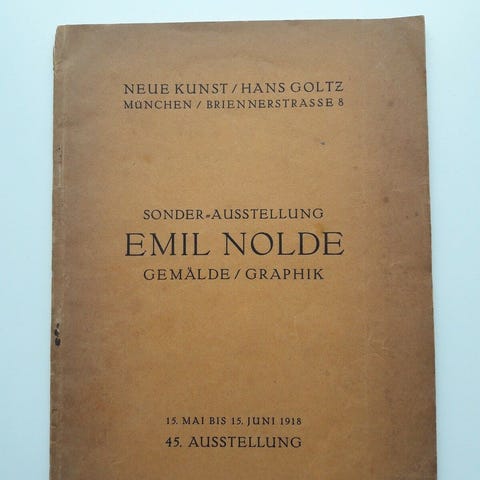 NEUE KUNST / HANS GOLTZ
MÜNCHEN / BRIENNERSTRASSE 8
SONDER=AUSSTELLUNG
EMIL NOLDE
GEMÄLDE / GRAPHIK
15. MAI BIS 15. JUNI 1918
45. AUSSTELLUNG